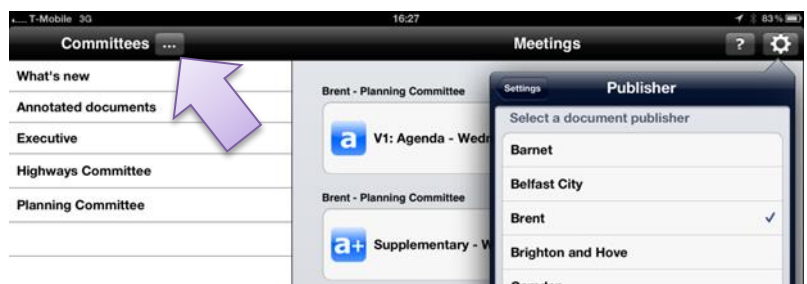 T-Mobile 3G 16:27 83%
Committees ... Meetings ?
What's new
Annotated documents
Executive
Highways Committee
Planning Committee
Brent - Planning Committee
a V1: Agenda - Wedn
Brent - Planning Committee
a+ Supplementary - W
Settings Publisher
Select a document publisher
Barnet
Belfast City
Brent ✓
Brighton and Hove